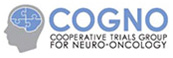 COGNO
COOPERATIVE TRIALS GROUP
FOR NEURO-ONCOLOGY